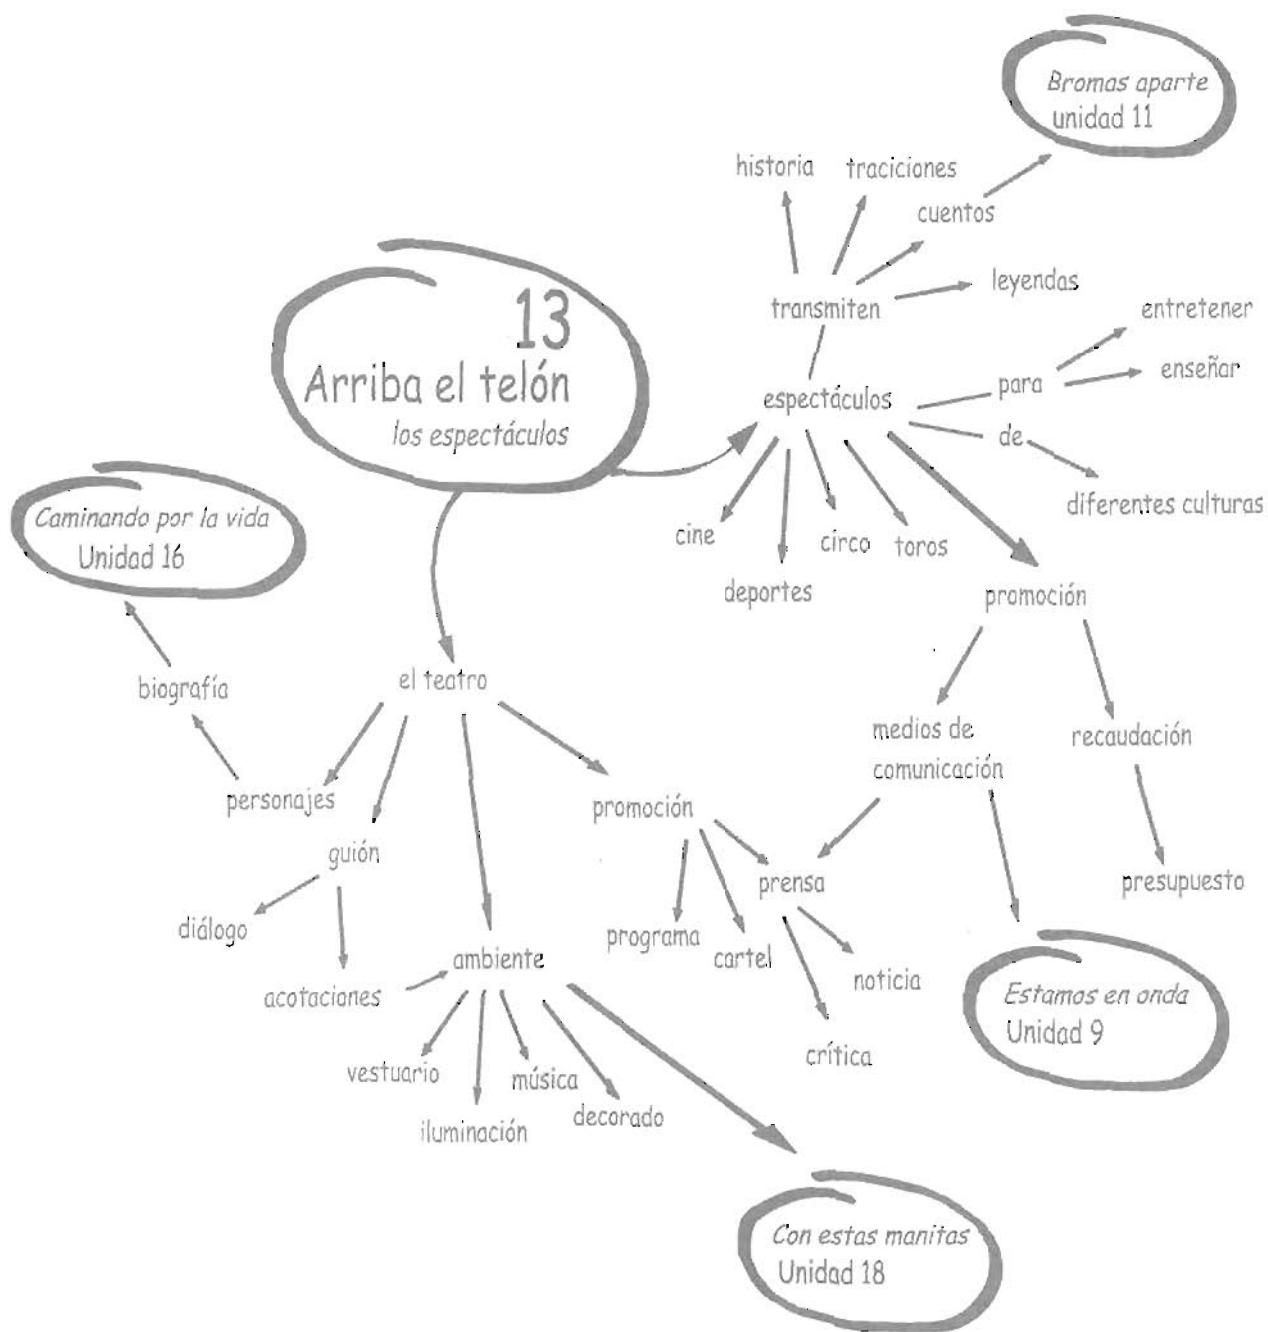 Bromas aparte
unidad 11
historia
traciciones
cuentos
leyendas
transmiten
entretener
enseñar
para
espectáculos
de
diferentes culturas
13
Arriba el telón
los espectáculos
cine
circo
toros
deportes
promoción
Caminando por la vida
Unidad 16
biografía
el teatro
medios de
comunicación
recaudación
personajes
promoción
guión
prensa
presupuesto
diálogo
programa
cartel
noticia
ambiente
acotaciones
crítica
Estamos en onda
Unidad 9
vestuario
música
decorado
iluminación
Con estas manitas
Unidad 18